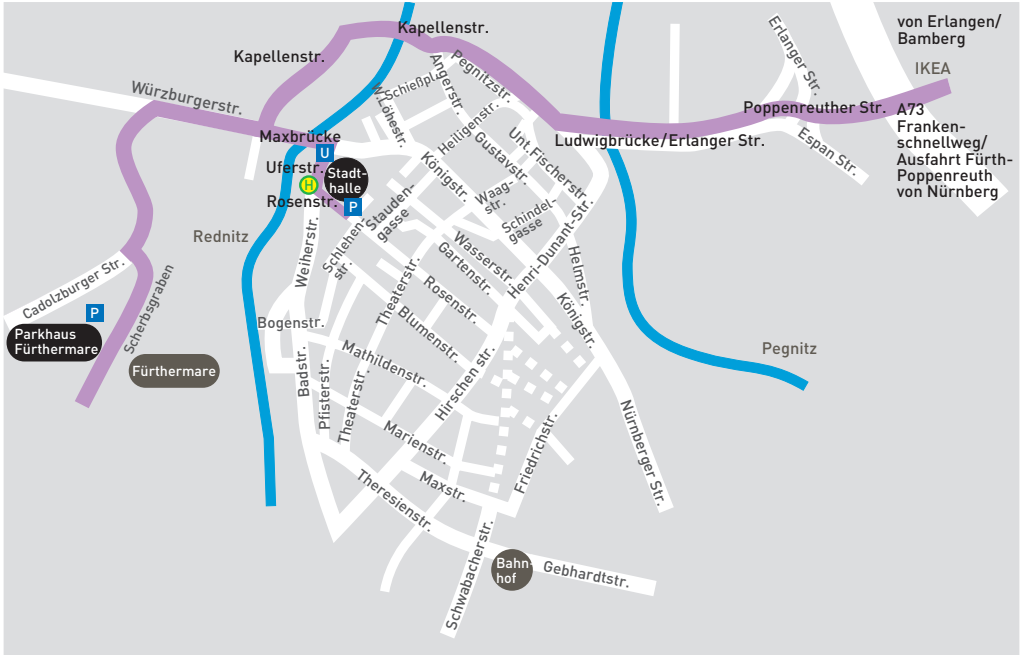 von Erlangen/
Bamberg
IKEA
A73
Franken-
schnellweg/
Ausfahrt Fürth-
Poppenreuth
von Nürnberg
Kapellenstr.
Kapellenstr.
Erlanger Str.
Poppenreuther Str.
Espan Str.
Ludwigbrücke/Erlanger Str.
Würzburgerstr.
Maxbrücke
U
Uferstr.
H
Stadt-
halle
Rosenstr.
P
Schießpl.
W.Löhestr.
Angerstr.
Pegnitzstr.
Heiligenstr.
Gustavstr.
Unt.Fischerstr.
Königstr.
Waag-
str.
Schindel-
gasse
Stauden-
gasse
Schlehen-
str.
Weiherstr.
Rednitz
Theaterstr.
Wasserstr.
Gartenstr.
Rosenstr.
Blumenstr.
Henri-Dunant-Str.
Helmstr.
Königstr.
Cadolzburger Str.
Scherbsgraben
P
Parkhaus
Fürthermare
Fürthermare
Bogenstr.
Badstr.
Pfisterstr.
Theaterstr.
Mathildenstr.
Hirschen str.
Marienstr.
Maxstr.
Theresienstr.
Friedrichstr.
Nürnberger Str.
Pegnitz
Schwabacherstr.
Bahn-
hof
Gebhardtstr.